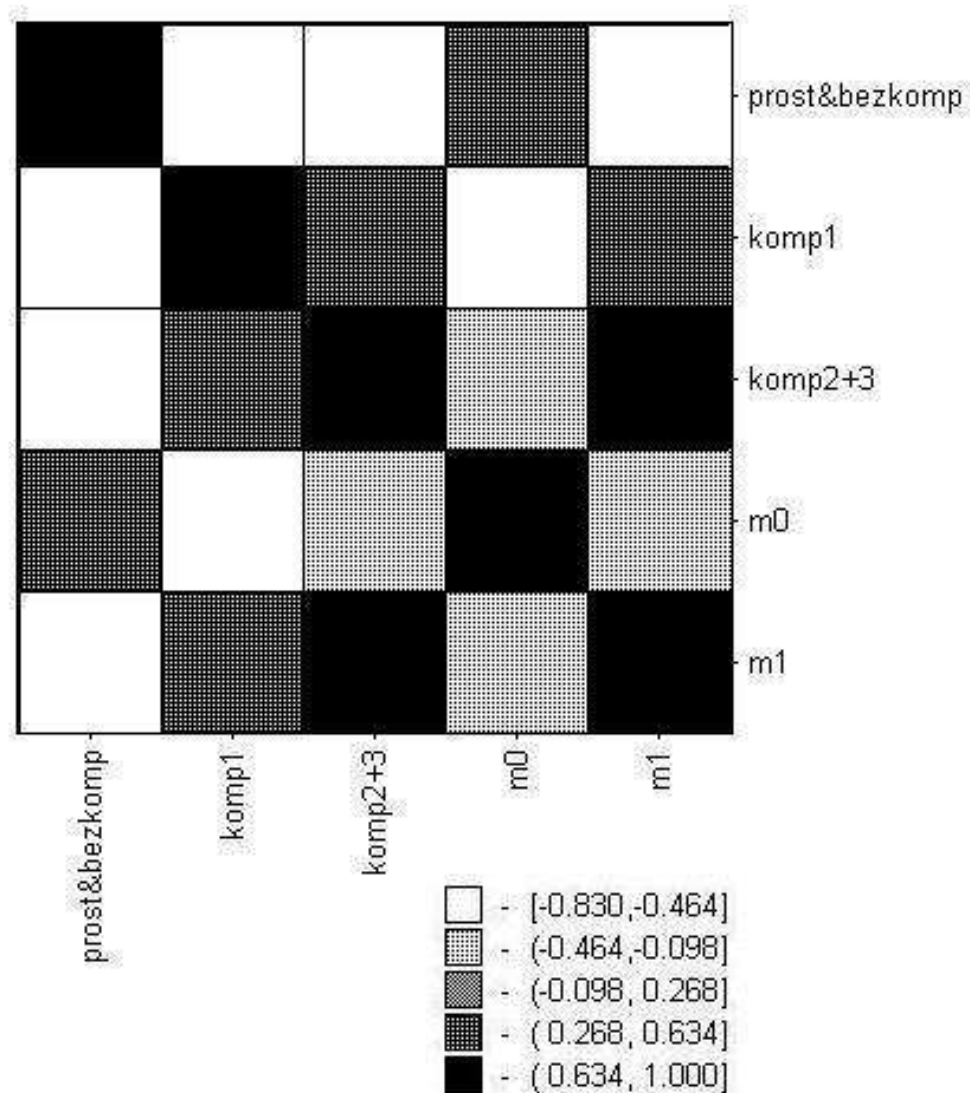 prost&bezkomp
komp1
komp2+3
m0
m1
prost&bezkomp
komp1
komp2+3
m0
m1
- [-0.830,-0.464]
- (-0.464,-0.098]
- (-0.098, 0.268]
- ( 0.268, 0.634]
- ( 0.634, 1.000]